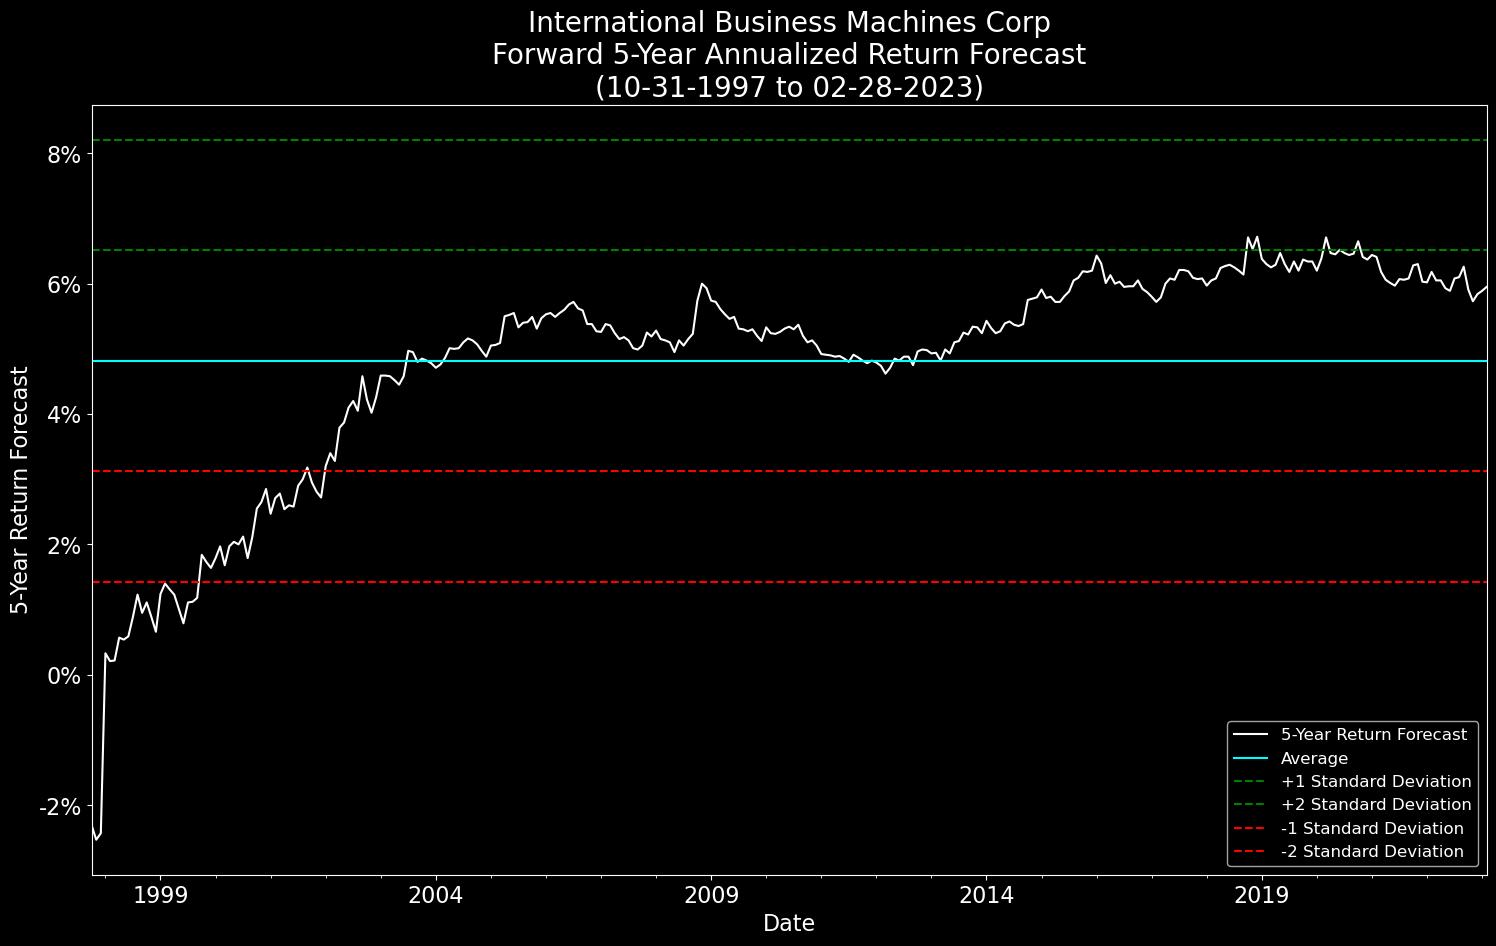 International Business Machines Corp
Forward 5-Year Annualized Return Forecast
(10-31-1997 to 02-28-2023)
5-Year Return Forecast
8%
6%
4%
2%
0%
-2%
1999
2004
2009
2014
2019
Date
5-Year Return Forecast
Average
+1 Standard Deviation
+2 Standard Deviation
-1 Standard Deviation
-2 Standard Deviation